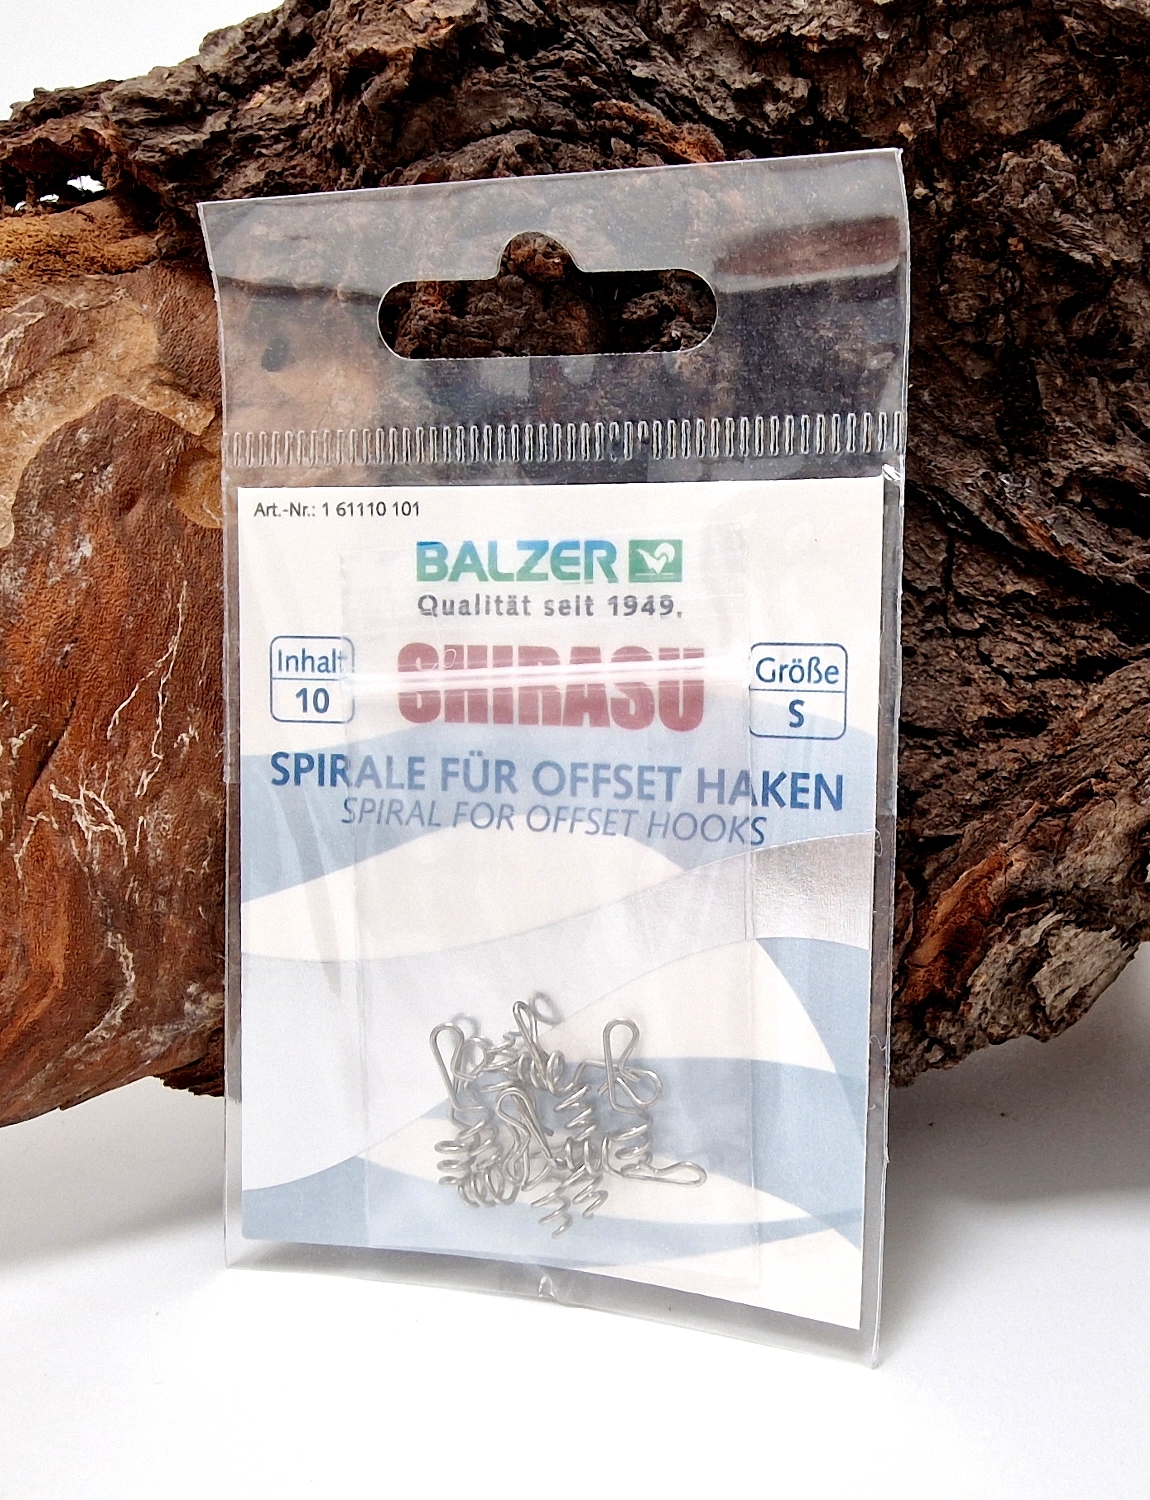 Art.-Nr.: 1 61110 101
BALZER
Qualität seit 1949.
SHIRASU
Inhalt
10
Größe
S
SPIRALE FÜR OFFSET HAKEN
SPIRAL FOR OFFSET HOOKS